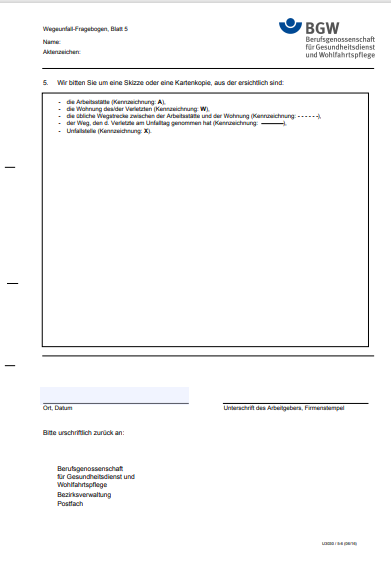 Wegeunfall-Fragebogen, Blatt 5
Name:
Aktenzeichen:
BGW
Berufsgenossenschaft
für Gesundheitsdienst
und Wohlfahrtspflege
5. Wir bitten Sie um eine Skizze oder eine Kartenkopie, aus der ersichtlich sind:
- die Arbeitsstätte (Kennzeichnung: A),
- die Wohnung des/der Verletzten (Kennzeichnung: W),
- die übliche Wegstrecke zwischen der Arbeitsstätte und der Wohnung (Kennzeichnung: - - - - - -),
- der Weg, den d. Verletzte am Unfalltag genommen hat (Kennzeichnung: ———),
- Unfallstelle (Kennzeichnung: X).
Ort, Datum
Unterschrift des Arbeitgebers, Firmenstempel
Bitte urschriftlich zurück an:
Berufsgenossenschaft
für Gesundheitsdienst und
Wohlfahrtspflege
Bezirksverwaltung
Postfach